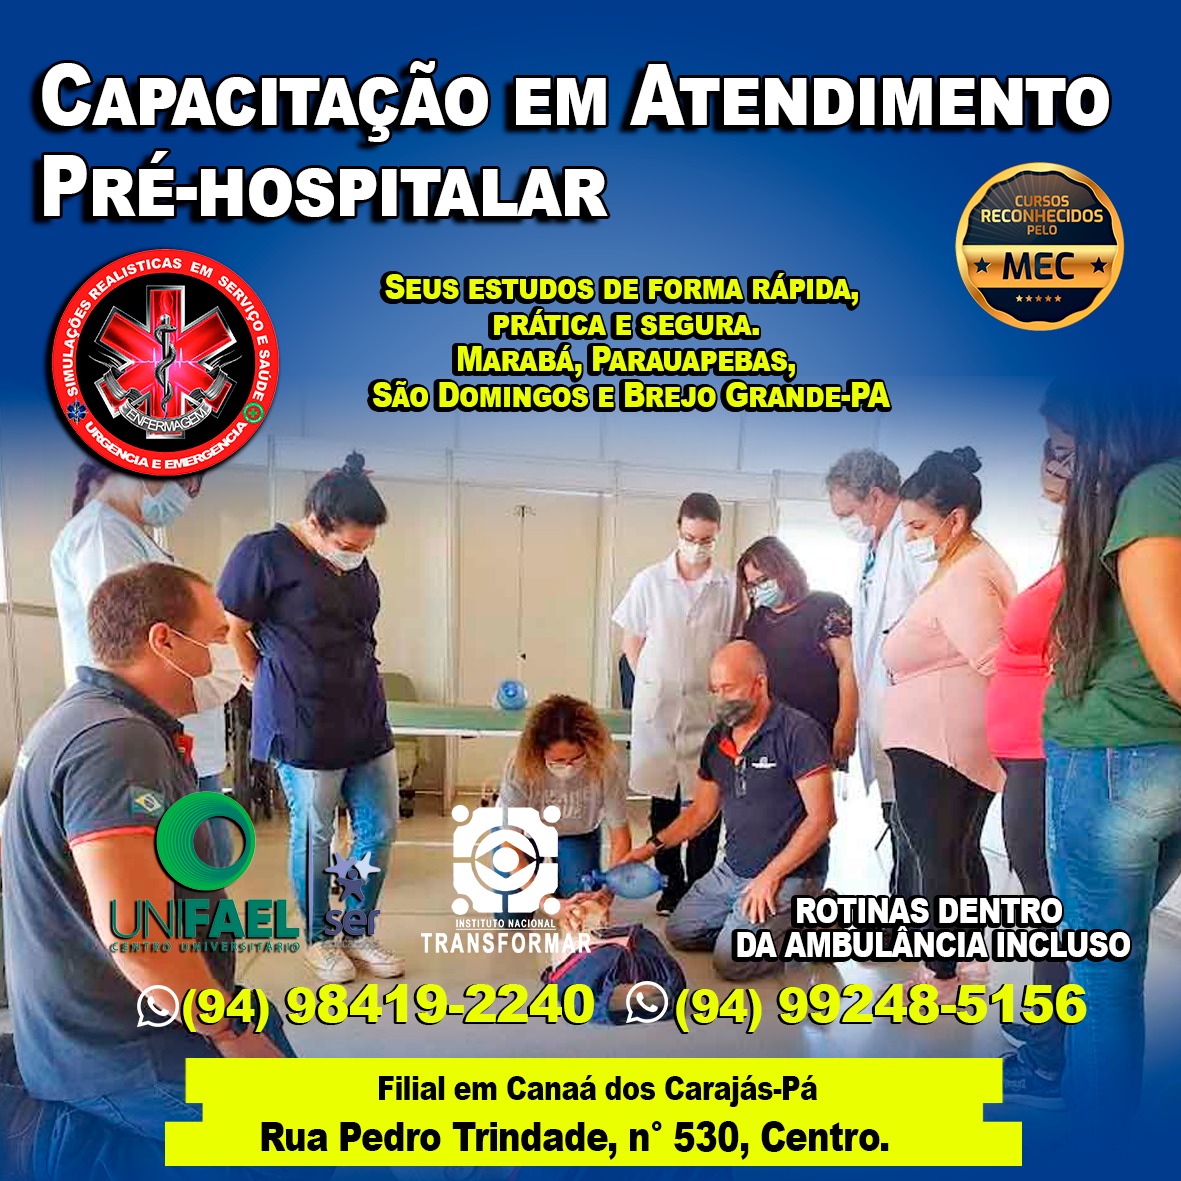 CAPACITAÇÃO EM ATENDIMENTO
PRÉ-HOSPITALAR
CURSOS
RECONHECIDOS
PELO
MEC
SIMULAÇÕES REALISTICAS EM SERVIÇO E SAÚDE
ENFERMAGEM
URGENCIA E EMERGENCIA
SEUS ESTUDOS DE FORMA RÁPIDA,
PRÁTICA E SEGURA.
MARABÁ, PARAUAPEBAS,
SÃO DOMINGOS E BREJO GRANDE-PA
UNIFAEL
CENTRO UNIVERSITÁRIO
ser
INSTITUTO NACIONAL
TRANSFORMAR
ROTINAS DENTRO
DA AMBULÂNCIA INCLUSO
(94) 98419-2240 (94) 99248-5156
Filial em Canaá dos Carajás-Pá
Rua Pedro Trindade, n° 530, Centro.